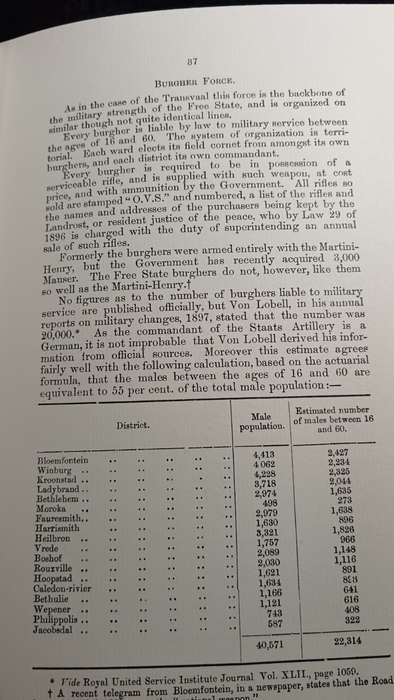 87
BURGHER FORCE.
As in the case of the Transvaal this force is the backbone of
the military strength of the Free State, and is organized on
similar though not quite identical lines.
Every burgher is liable by law to military service between
the ages of 16 and 60. The system of organization is terri-
torial. Each ward elects its field cornet from amongst its own
burghers, and each district its own commandant.
Every burgher is required to be in possession of a
serviceable rifle, and is supplied with such weapon, at cost
price, and with ammunition by the Government. All rifles so
sold are stamped "O.V.S." and numbered, a list of the rifles and
the names and addresses of the purchasers being kept by the
Landrost, or resident justice of the peace, who by Law 29 of
1896 is charged with the duty of superintending an annual
sale of such rifles.
Formerly the burghers were armed entirely with the Martini-
Henry, but the Government has recently acquired 3,000
Mauser. The Free State burghers do not, however, like them
so well as the Martini-Henry.†
No figures as to the number of burghers liable to military
service are published officially, but Von Lobell, in his annual
reports on military changes, 1897, stated that the number was
20,000.* As the commandant of the Staats Artillery is a
German, it is not improbable that Von Lobell derived his infor-
mation from official sources. Moreover this estimate agrees
fairly well with the following calculation, based on the actuarial
formula, that the males between the ages of 16 and 60 are
equivalent to 55 per cent. of the total male population:—
District. Male population. Estimated number of males between 16 and 60.
Bloemfontein .. .. .. .. .. 4,413 2,427
Winburg .. .. .. .. .. .. 4 062 2,234
Kroonstad .. .. .. .. .. .. 4,228 2,325
Ladybrand .. .. .. .. .. .. 3,718 2,044
Bethlehem .. .. .. .. .. .. 2,974 1,635
Moroka .. .. .. .. .. .. 498 273
Fauresmith.. .. .. .. .. .. 2,979 1,638
Harrismith .. .. .. .. .. 1,630 896
Heilbron .. .. .. .. .. .. 3,321 1,826
Vrede .. .. .. .. .. .. 1,757 966
Boshof .. .. .. .. .. .. 2,089 1,148
Rouxville .. .. .. .. .. .. 2,030 1,116
Hoopstad .. .. .. .. .. .. 1,621 891
Caledon-rivier .. .. .. .. .. 1,634
Bethulie .. .. .. .. .. .. 1,166 641
Wepener .. .. .. .. .. .. 1,121 616
Philippolis .. .. .. .. .. .. 743 408
Jacobsdal .. .. .. .. .. .. 587 322
40,571 22,314
* Vide Royal United Service Institute Journal Vol. XLII., page 1059.
† A recent telegram from Bloemfontein, in a newspaper, states that the Road
weapon."